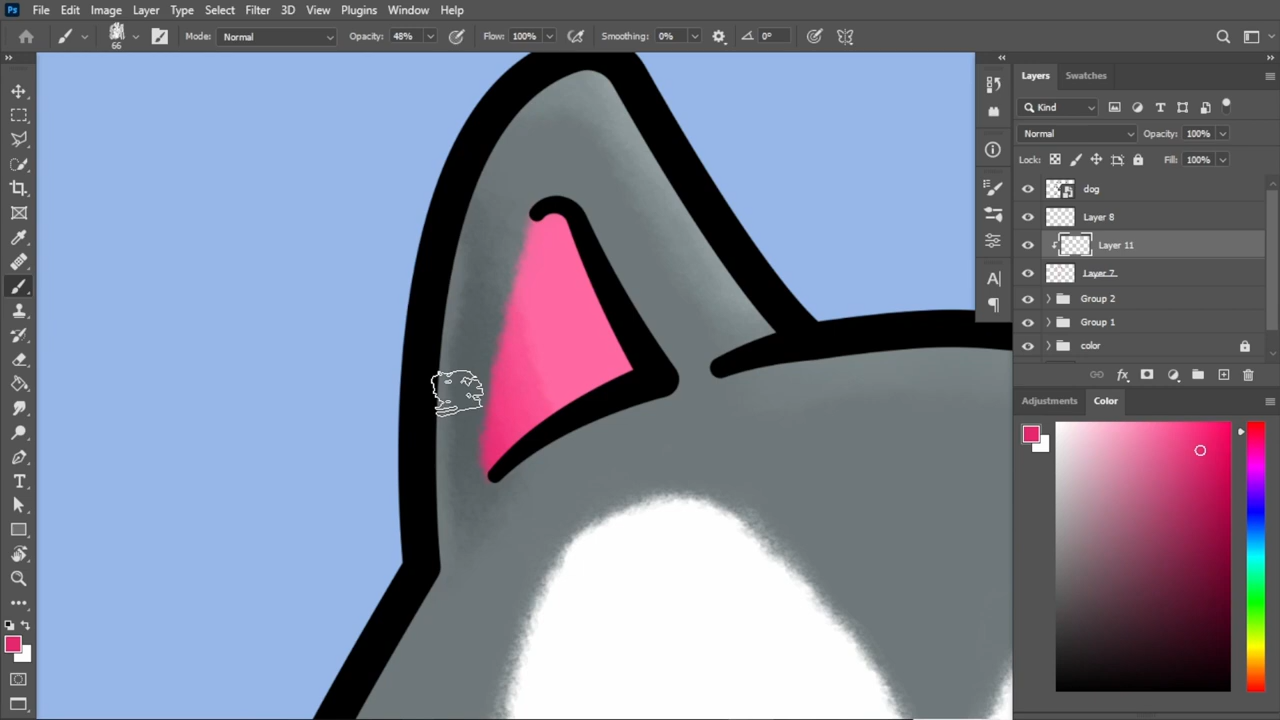 Ps File Edit Image Layer Type Select Filter 3D View Plugins Window Help
66 Mode: Normal Opacity: 48% Flow: 100% Smoothing: 0% 0°
Layers Swatches
Kind
Normal Opacity: 100%
Lock: Fill: 100%
dog
Layer 8
Layer 11
Layer 7
Group 2
Group 1
color
fx
Adjustments Color